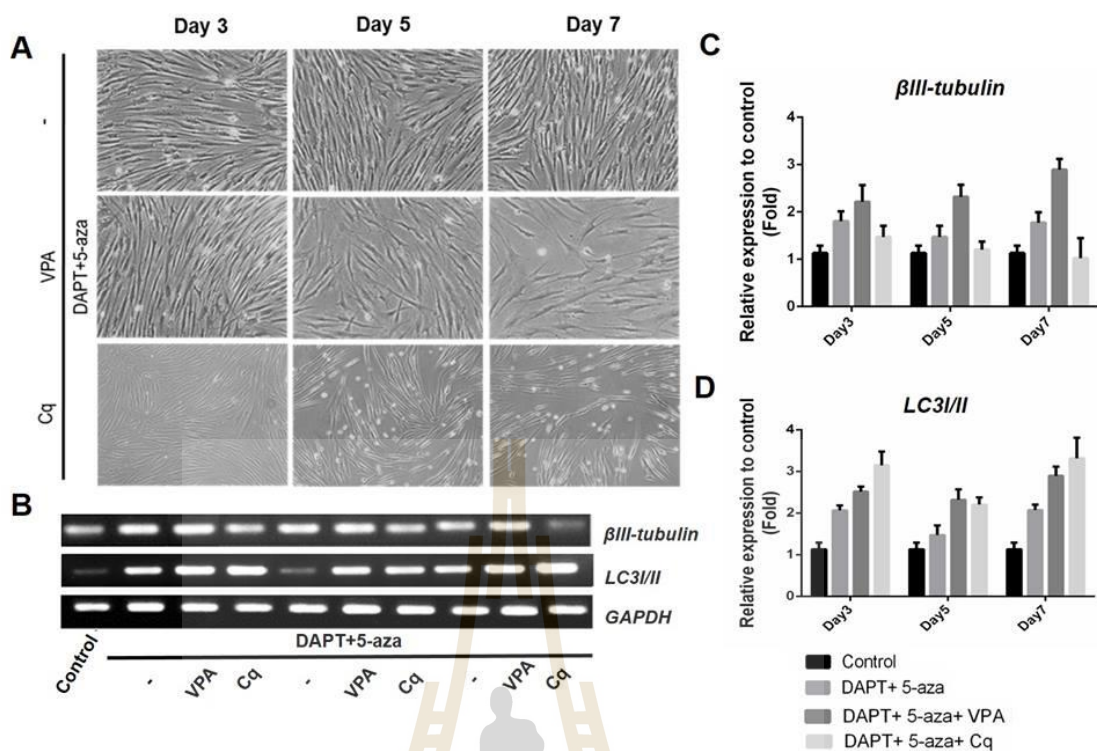 Day 3 Day 5 Day 7
A
-
VPA
Cq
DAPT+5-aza
B
βIII-tubulin
LC3I/II
GAPDH
Control
DAPT+5-aza
- VPA Cq - VPA Cq - VPA Cq
C
βIII-tubulin
Relative expression to control
(Fold)
4
3
2
1
0
Day3 Day5 Day7
D
LC3I/II
Relative expression to control
(Fold)
4
3
2
1
0
Day3 Day5 Day7
Control
DAPT+ 5-aza
DAPT+ 5-aza+ VPA
DAPT+ 5-aza+ Cq